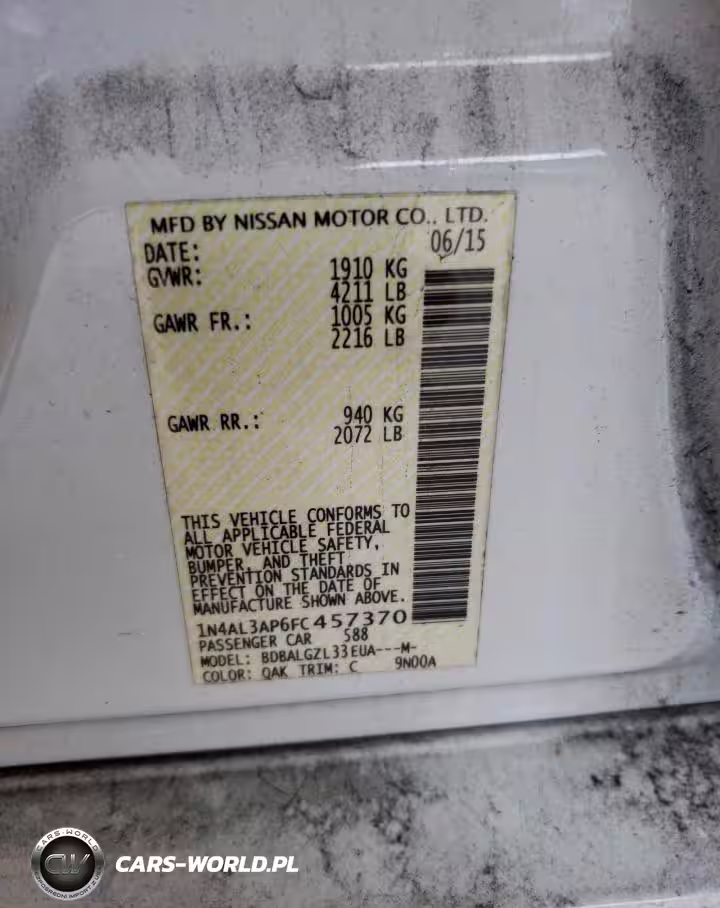 MFD BY NISSAN MOTOR CO., LTD.
DATE: 06/15
GVWR: 1910 KG
4211 LB
GAWR FR.: 1005 KG
2216 LB
GAWR RR.: 940 KG
2072 LB
THIS VEHICLE CONFORMS TO
ALL APPLICABLE FEDERAL
MOTOR VEHICLE SAFETY,
BUMPER, AND THEFT
PREVENTION STANDARDS IN
EFFECT ON THE DATE OF
MANUFACTURE SHOWN ABOVE.
1N4AL3AP6FC457370
PASSENGER CAR 588
MODEL: BDBALGZL33EUA---M-
COLOR: QAK TRIM: C 9N00A
CARS-WORLD
CW
CARS-WORLD.PL